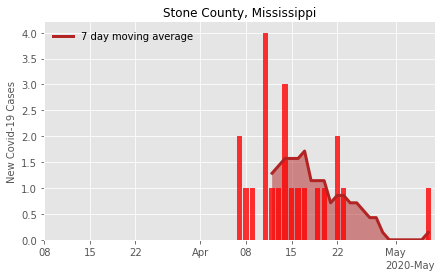 Stone County, Mississippi
7 day moving average
New Covid-19 Cases
4.0
3.5
3.0
2.5
2.0
1.5
1.0
0.5
0.0
08 15 22 Apr 08 15 22 May
2020-May